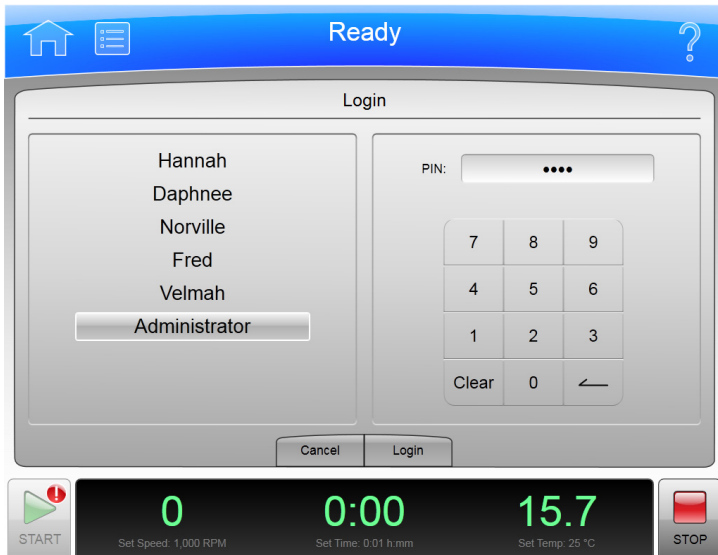 Ready
Login
Hannah
Daphnee
Norville
Fred
Velmah
Administrator
PIN: ••••
7 8 9
4 5 6
1 2 3
Clear 0
Cancel Login
START
0
Set Speed: 1,000 RPM
0:00
Set Time: 0:01 h:mm
15.7
Set Temp: 25 °C
STOP